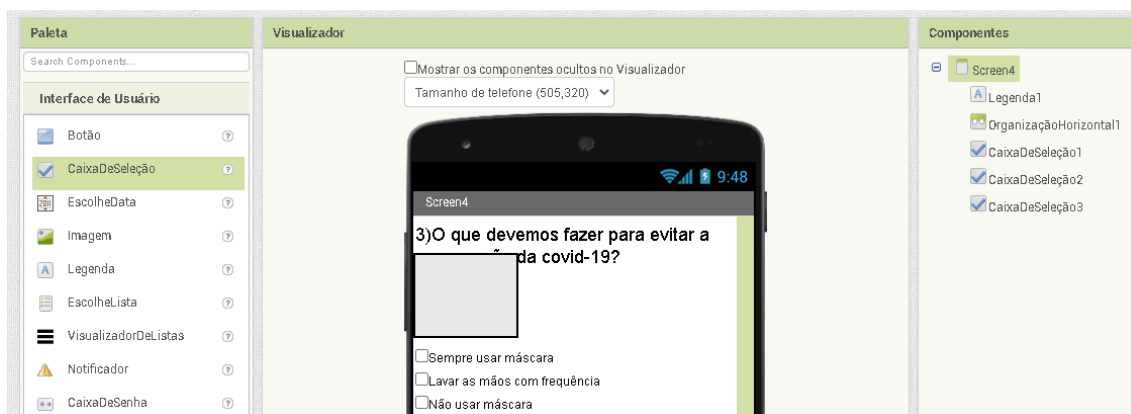 Paleta
Search Components...
Interface de Usuário
Botão
CaixaDeSeleção
EscolheData
Imagem
Legenda
EscolheLista
VisualizadorDeListas
Notificador
CaixaDeSenha
Visualizador
Mostrar os componentes ocultos no Visualizador
Tamanho de telefone (505,320)
9:48
Screen4
3)O que devemos fazer para evitar a
da covid-19?
Sempre usar máscara
Lavar as mãos com frequência
Não usar máscara
Componentes
Screen4
Legenda1
OrganizaçãoHorizontal1
CaixaDeSeleção1
CaixaDeSeleção2
CaixaDeSeleção3